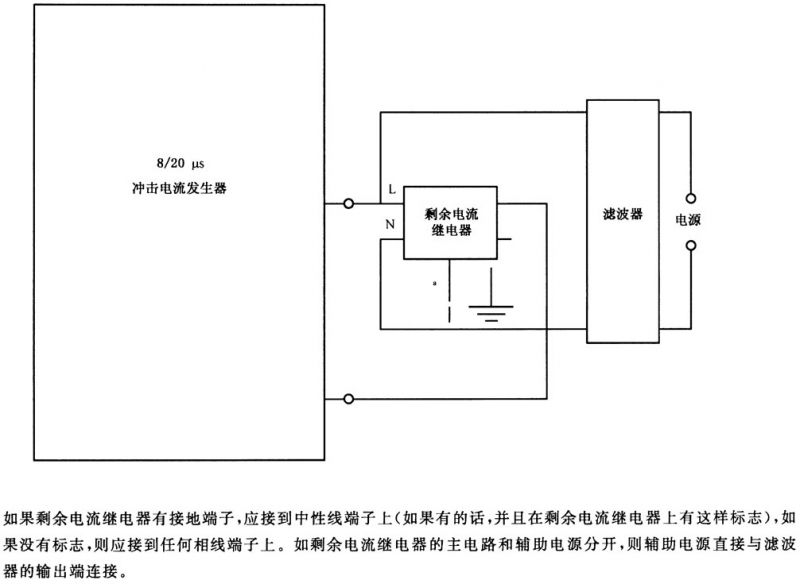 8/20 μs
冲击电流发生器
L
N
剩余电流
继电器
a
滤波器
电源
如果剩余电流继电器有接地端子,应接到中性线端子上(如果有的话,并且在剩余电流继电器上有这样标志),如
果没有标志,则应接到任何相线端子上。如剩余电流继电器的主电路和辅助电源分开,则辅助电源直接与滤波
器的输出端连接。